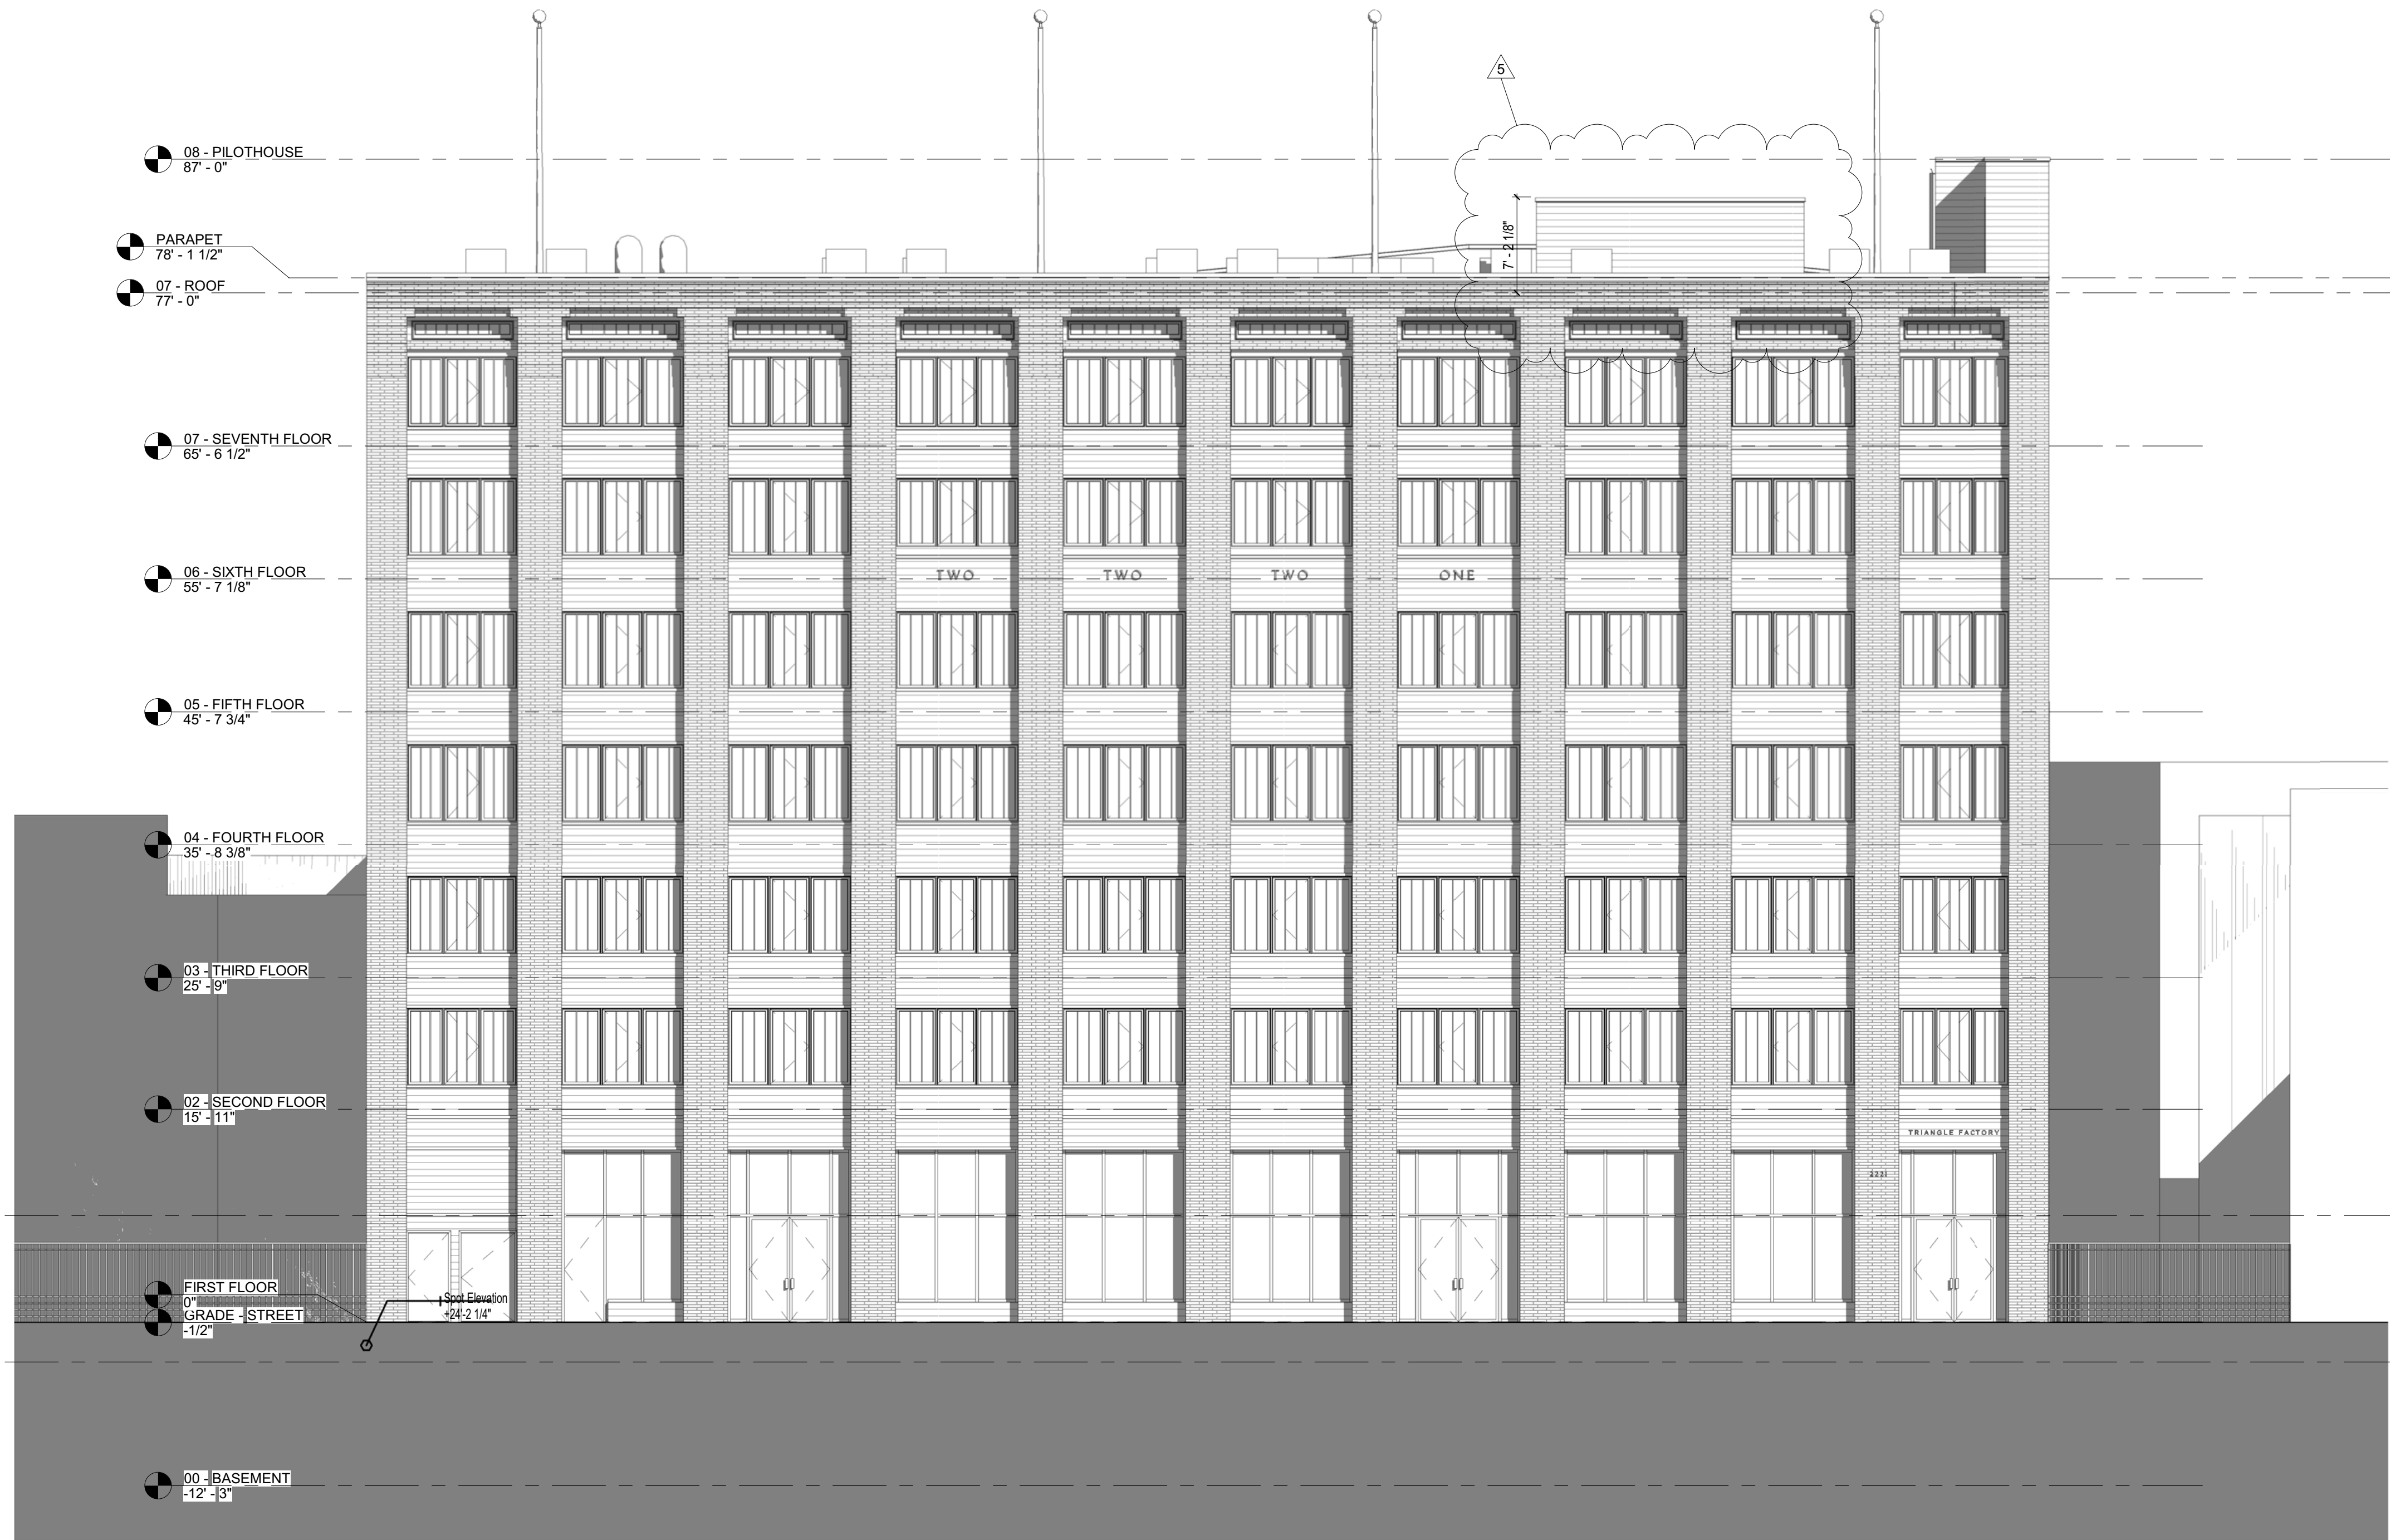 5
08 - PILOTHOUSE
87' - 0"
PARAPET
78' - 1 1/2"
7' - 2 1/8"
07 - ROOF
77' - 0"
07 - SEVENTH FLOOR
65' - 6 1/2"
06 - SIXTH FLOOR
55' - 7 1/8"
TWO TWO TWO ONE
05 - FIFTH FLOOR
45' - 7 3/4"
04 - FOURTH FLOOR
35' - 8 3/8"
03 - THIRD FLOOR
25' - 9"
02 - SECOND FLOOR
15' - 11"
TRIANGLE FACTORY
2221
FIRST FLOOR
0"
Spot Elevation
+24'-2 1/4"
GRADE - STREET
-1/2"
00 - BASEMENT
-12' - 3"